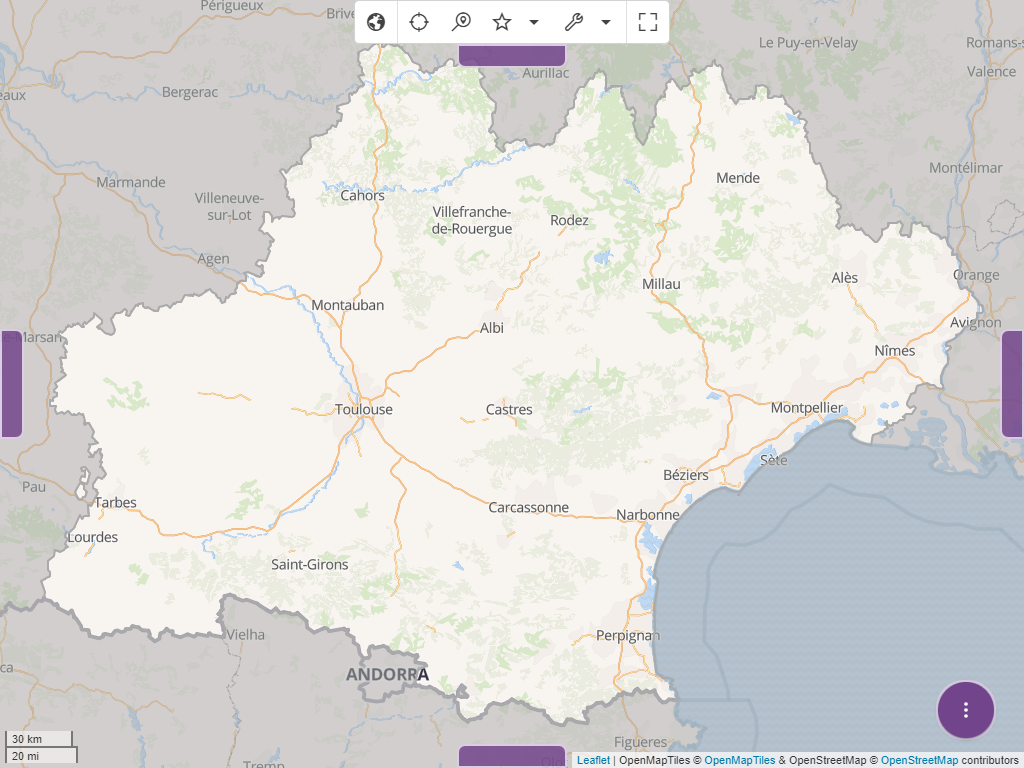 Périgueux
Brive
Le Puy-en-Velay
Romans-s
Aurillac
Valence
eaux
Bergerac
Montélimar
Mende
Marmande
Villeneuve-
sur-Lot
Cahors
Villefranche-
de-Rouergue
Rodez
Agen
Millau
Alès
Orange
Montauban
Avignon
Albi
e-Marsan
Nîmes
Toulouse
Castres
Montpellier
Sète
Béziers
Pau
Tarbes
Carcassonne
Narbonne
Lourdes
Saint-Girons
Vielha
Perpignan
ca
ANDORRA
Figueres
30 km
20 mi
Tremp
Leaflet | OpenMapTiles © OpenMapTiles & OpenStreetMap © OpenStreetMap contributors